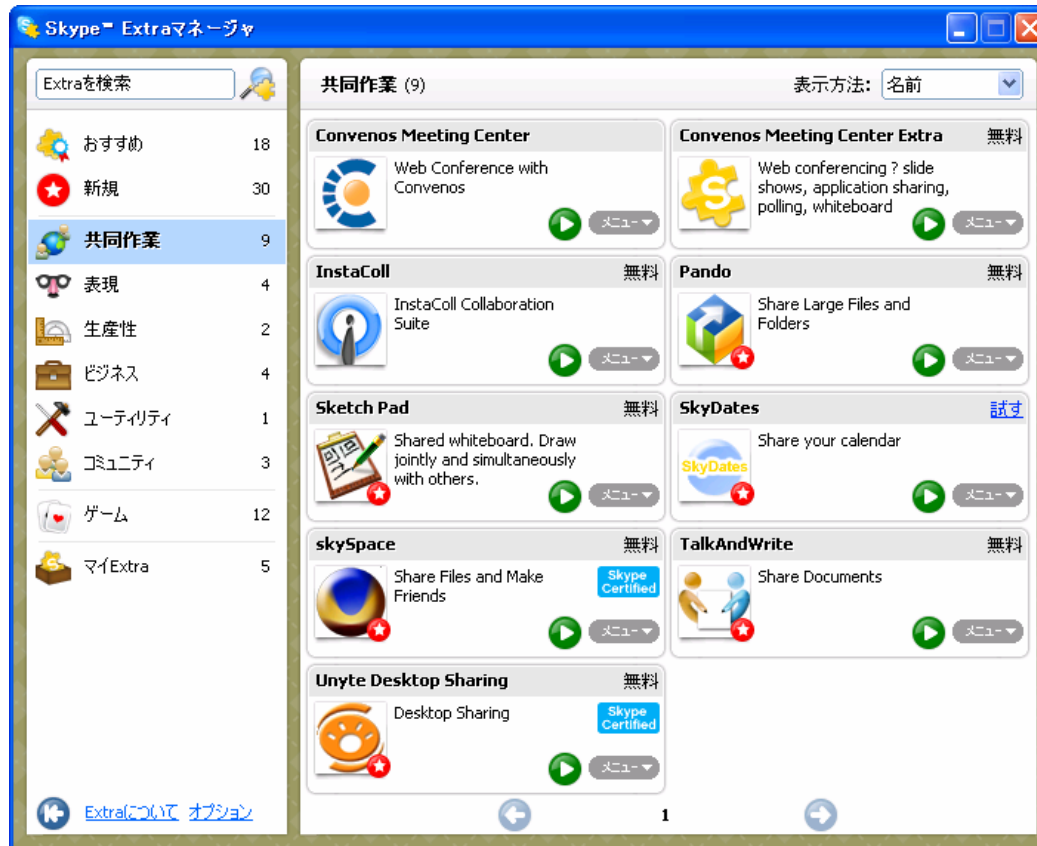 Skype™ Extraマネージャ
Extraを検索
おすすめ 18
新規 30
共同作業 9
表現 4
生産性 2
ビジネス 4
ユーティリティ 1
コミュニティ 3
ゲーム 12
マイExtra 5
Extraについて オプション
共同作業 (9) 表示方法: 名前
Convenos Meeting Center
Web Conference with
Convenos
メニュー
Convenos Meeting Center Extra 無料
Web conferencing ? slide
shows, application sharing,
polling, whiteboard
メニュー
InstaColl 無料
InstaColl Collaboration
Suite
メニュー
Pando 無料
Share Large Files and
Folders
メニュー
Sketch Pad 無料
Shared whiteboard. Draw
jointly and simultaneously
with others.
メニュー
SkyDates 試す
SkyDates
Share your calendar
メニュー
skySpace 無料
Share Files and Make
Friends
Skype
Certified
メニュー
TalkAndWrite 無料
Share Documents
メニュー
Unyte Desktop Sharing 無料
Desktop Sharing
Skype
Certified
メニュー
1